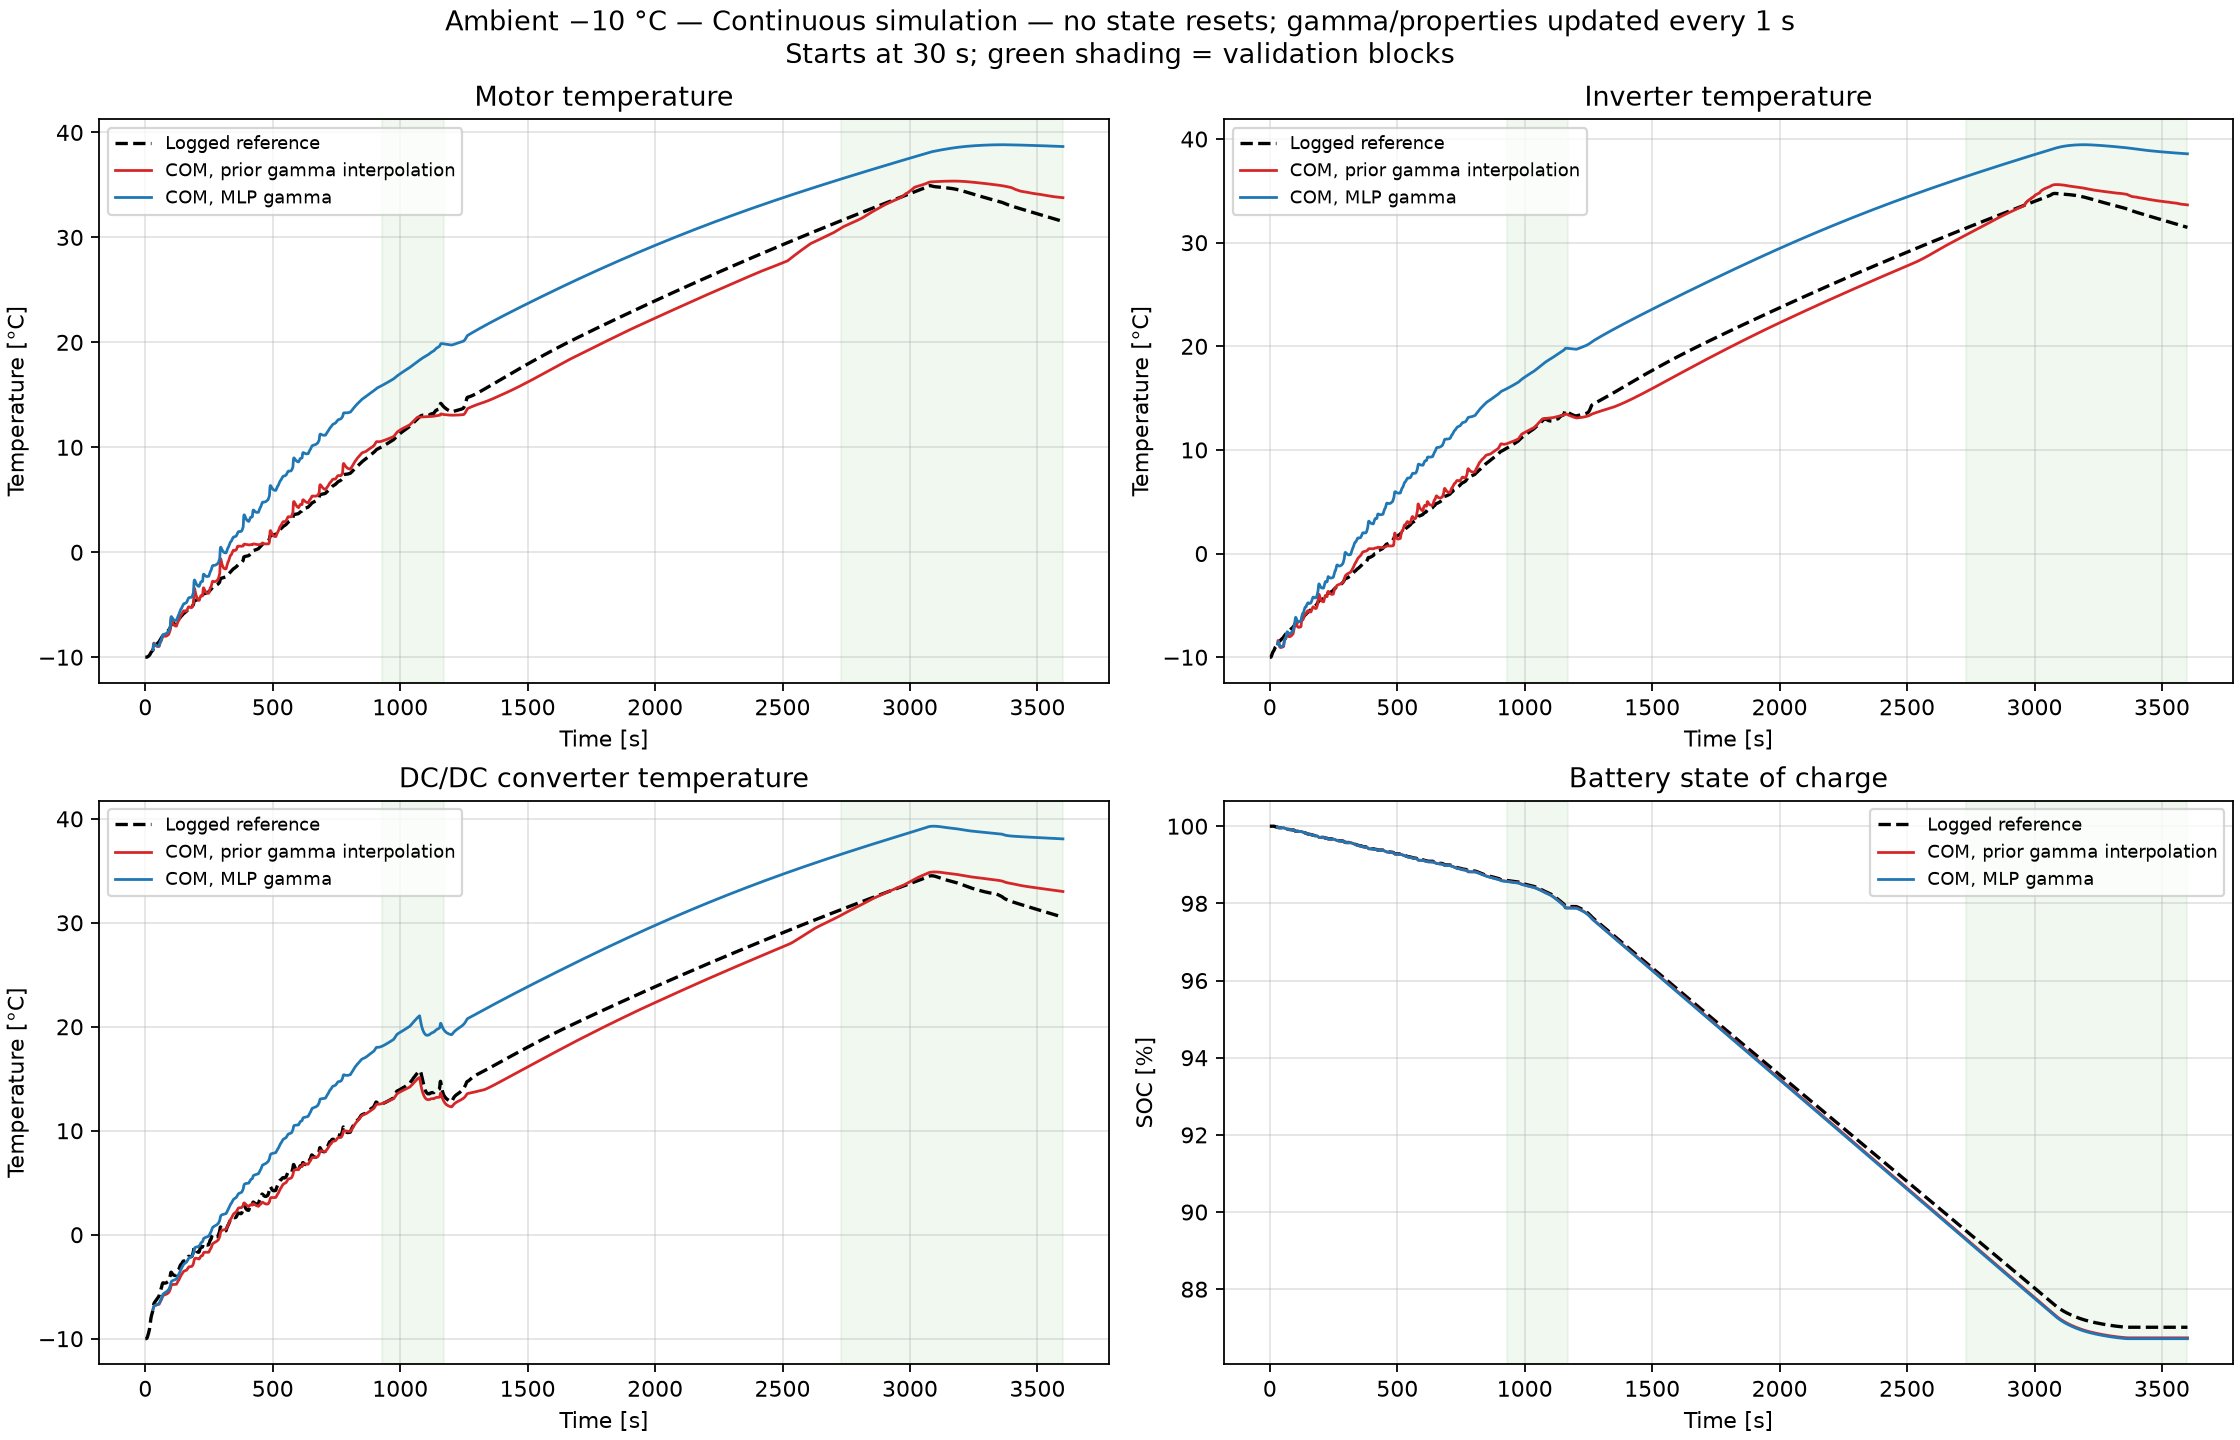 Ambient −10 °C — Continuous simulation — no state resets; gamma/properties updated every 1 s
Starts at 30 s; green shading = validation blocks
Motor temperature
Temperature [°C]
40
30
20
10
0
−10
Logged reference
COM, prior gamma interpolation
COM, MLP gamma
0 500 1000 1500 2000 2500 3000 3500
Time [s]
Inverter temperature
Temperature [°C]
40
30
20
10
0
−10
Logged reference
COM, prior gamma interpolation
COM, MLP gamma
0 500 1000 1500 2000 2500 3000 3500
Time [s]
DC/DC converter temperature
Temperature [°C]
40
30
20
10
0
−10
Logged reference
COM, prior gamma interpolation
COM, MLP gamma
0 500 1000 1500 2000 2500 3000 3500
Time [s]
Battery state of charge
SOC [%]
100
98
96
94
92
90
88
Logged reference
COM, prior gamma interpolation
COM, MLP gamma
0 500 1000 1500 2000 2500 3000 3500
Time [s]